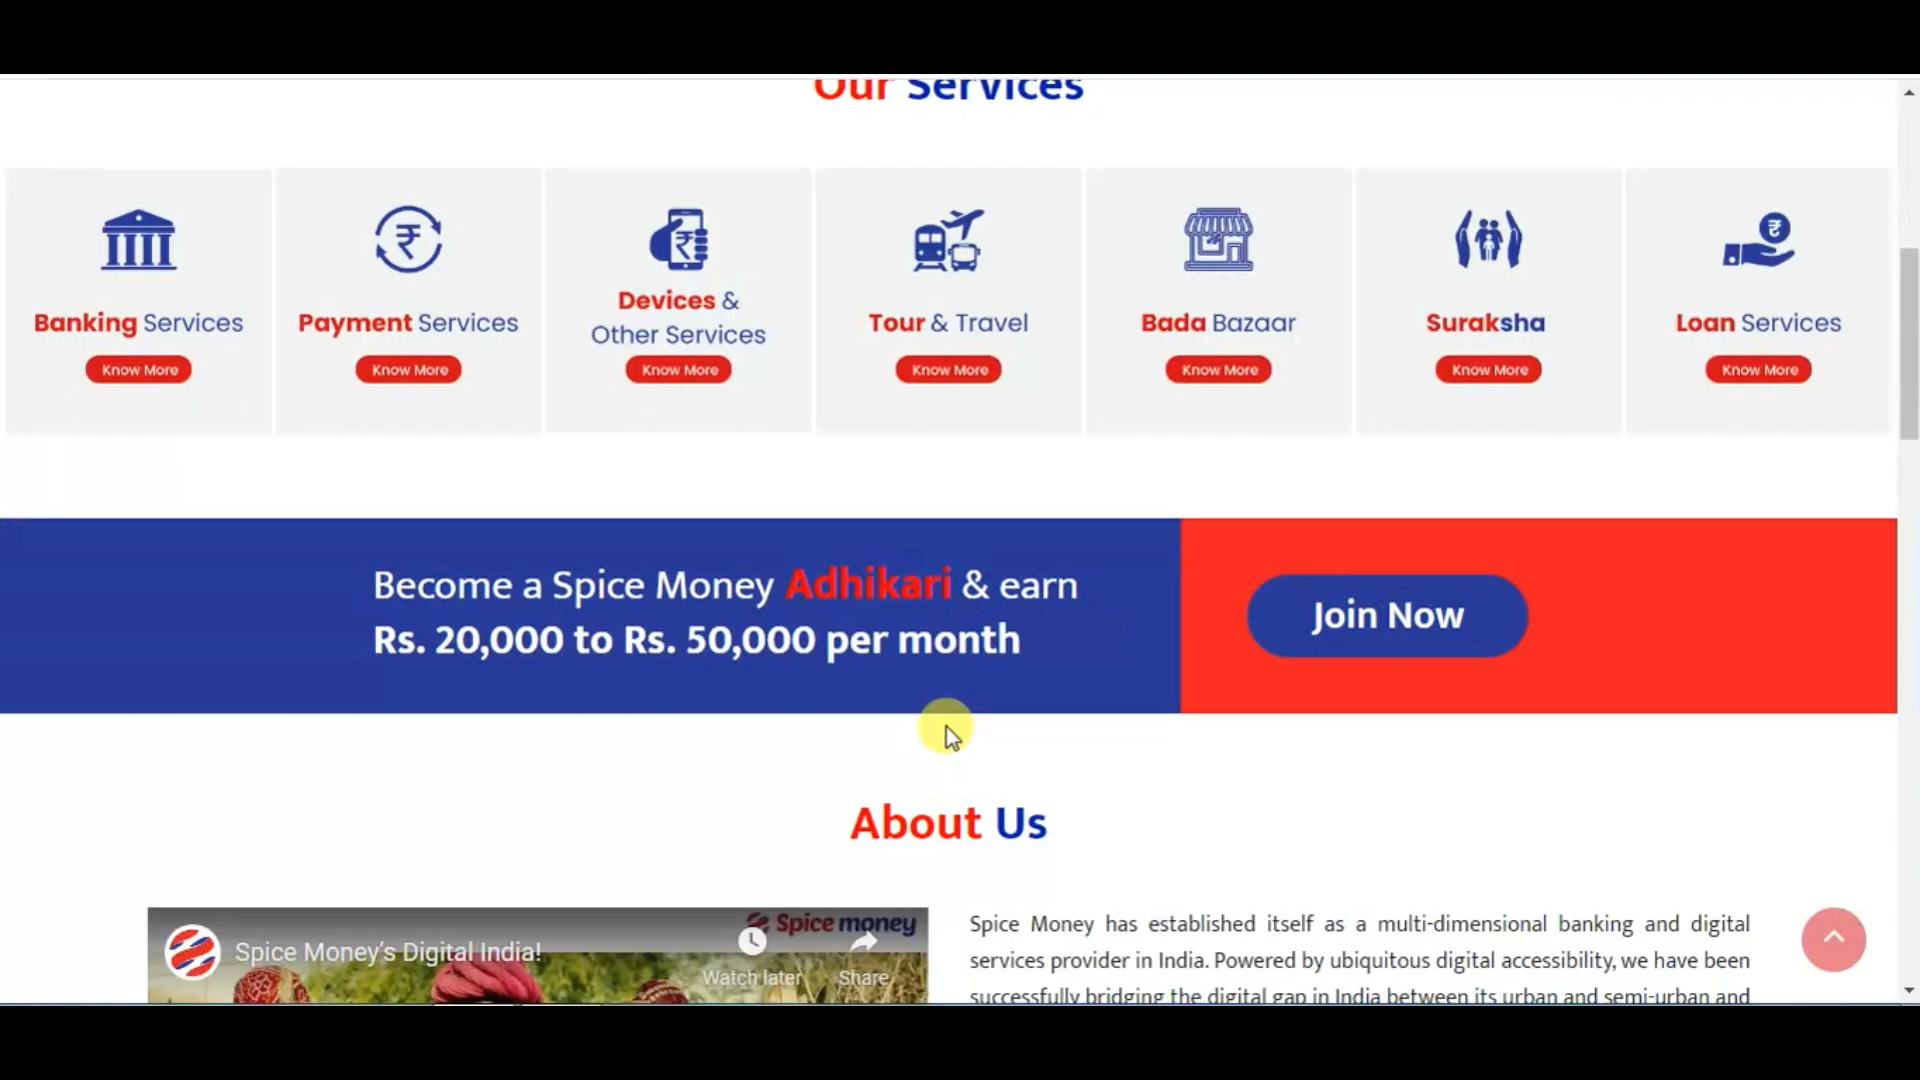 Our Services
Banking Services
Know More
Payment Services
Know More
Devices &
Other Services
Know More
Tour & Travel
Know More
Bada Bazaar
Know More
Suraksha
Know More
Loan Services
Know More
Become a Spice Money Adhikari & earn
Rs. 20,000 to Rs. 50,000 per month
Join Now
About Us
Spice money
Spice Money's Digital India!
Watch later
Share
Spice Money has established itself as a multi-dimensional banking and digital
services provider in India. Powered by ubiquitous digital accessibility, we have been
successfully bridging the digital gap in India between its urban and semi-urban and